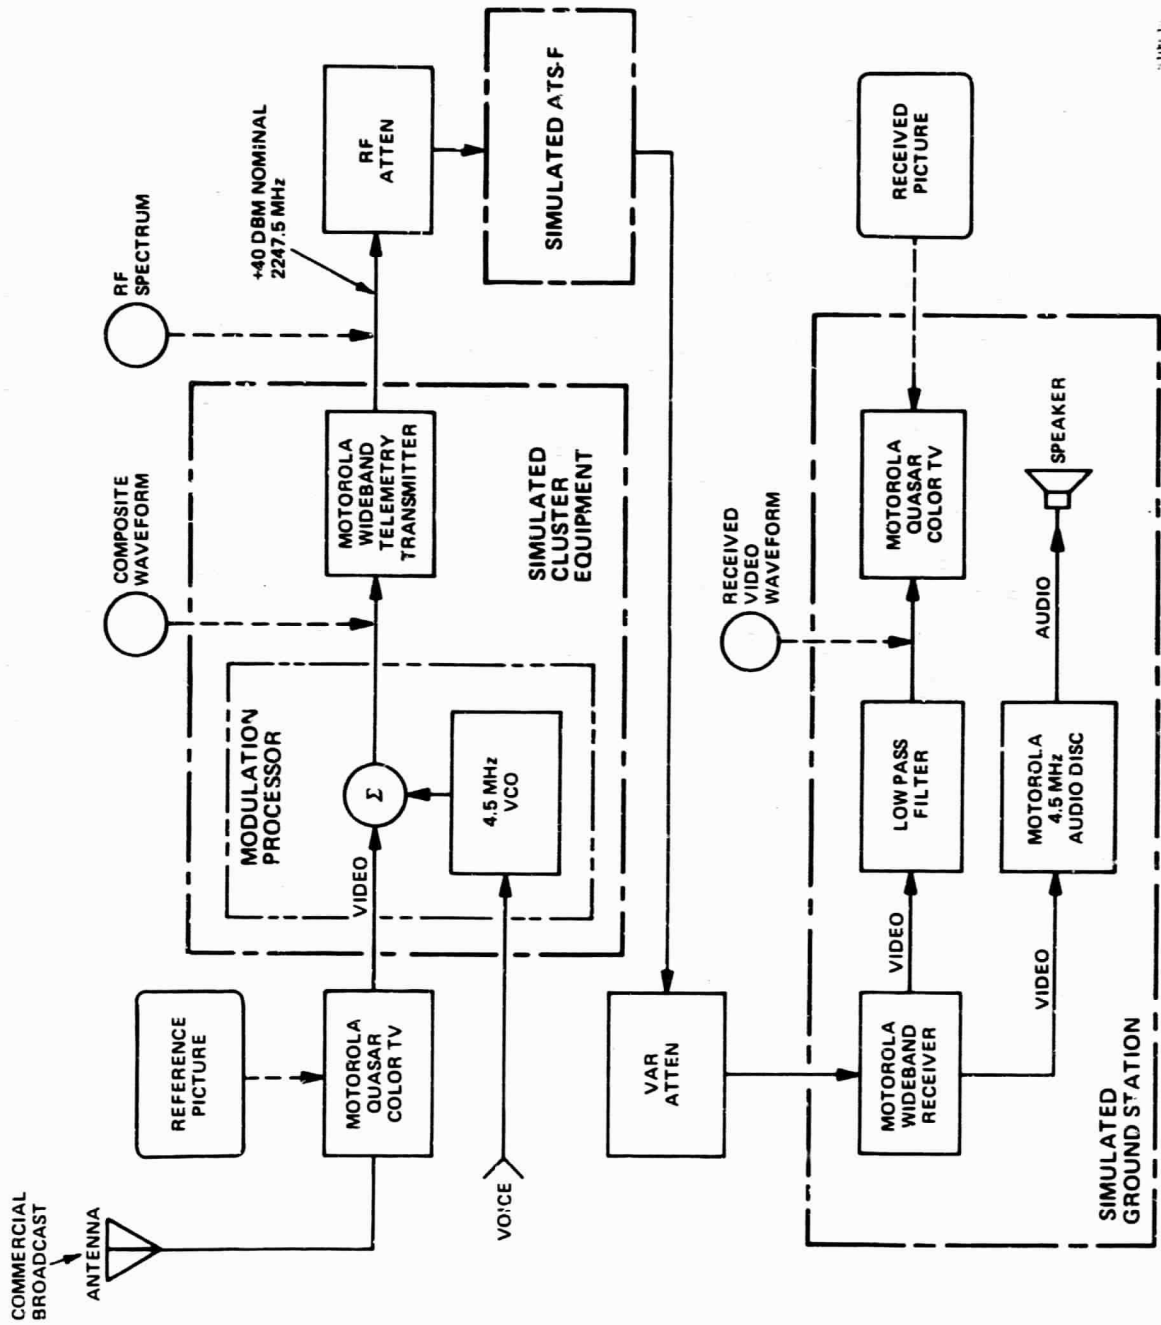 COMMERCIAL
BROADCAST
ANTENNA
REFERENCE
PICTURE
MOTOROLA
QUASAR
COLOR TV
VOICE
VIDEO
MODULATION
PROCESSOR
Σ
4.5 MHz
VCO
COMPOSITE
WAVEFORM
MOTOROLA
WIDEBAND
TELEMETRY
TRANSMITTER
SIMULATED
CLUSTER
EQUIPMENT
RF
SPECTRUM
+40 DBM NOMINAL
2247.5 MHz
RF
ATTEN
SIMULATED ATS-F
VAR
ATTEN
MOTOROLA
WIDEBAND
RECEIVER
VIDEO
VIDEO
LOW PASS
FILTER
MOTOROLA
4.5 MHz
AUDIO DISC
RECEIVED
VIDEO
WAVEFORM
MOTOROLA
QUASAR
COLOR TV
AUDIO
SPEAKER
RECEIVED
PICTURE
SIMULATED
GROUND STATION